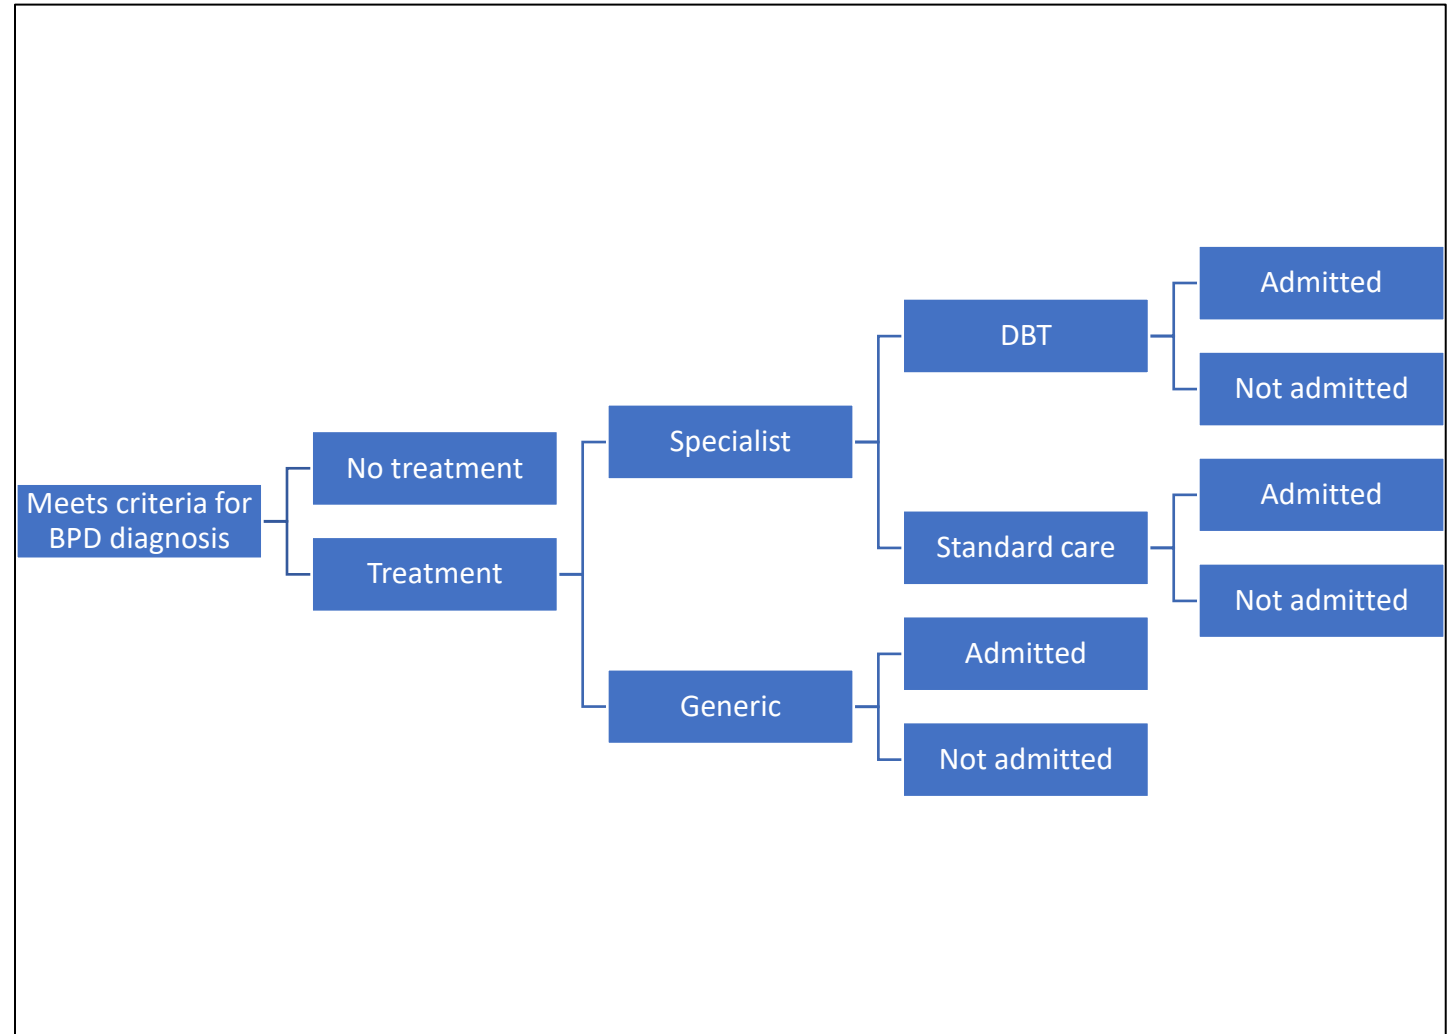 Meets criteria for
BPD diagnosis
No treatment
Treatment
Specialist
Generic
DBT
Standard care
Admitted
Not admitted
Admitted
Not admitted
Admitted
Not admitted